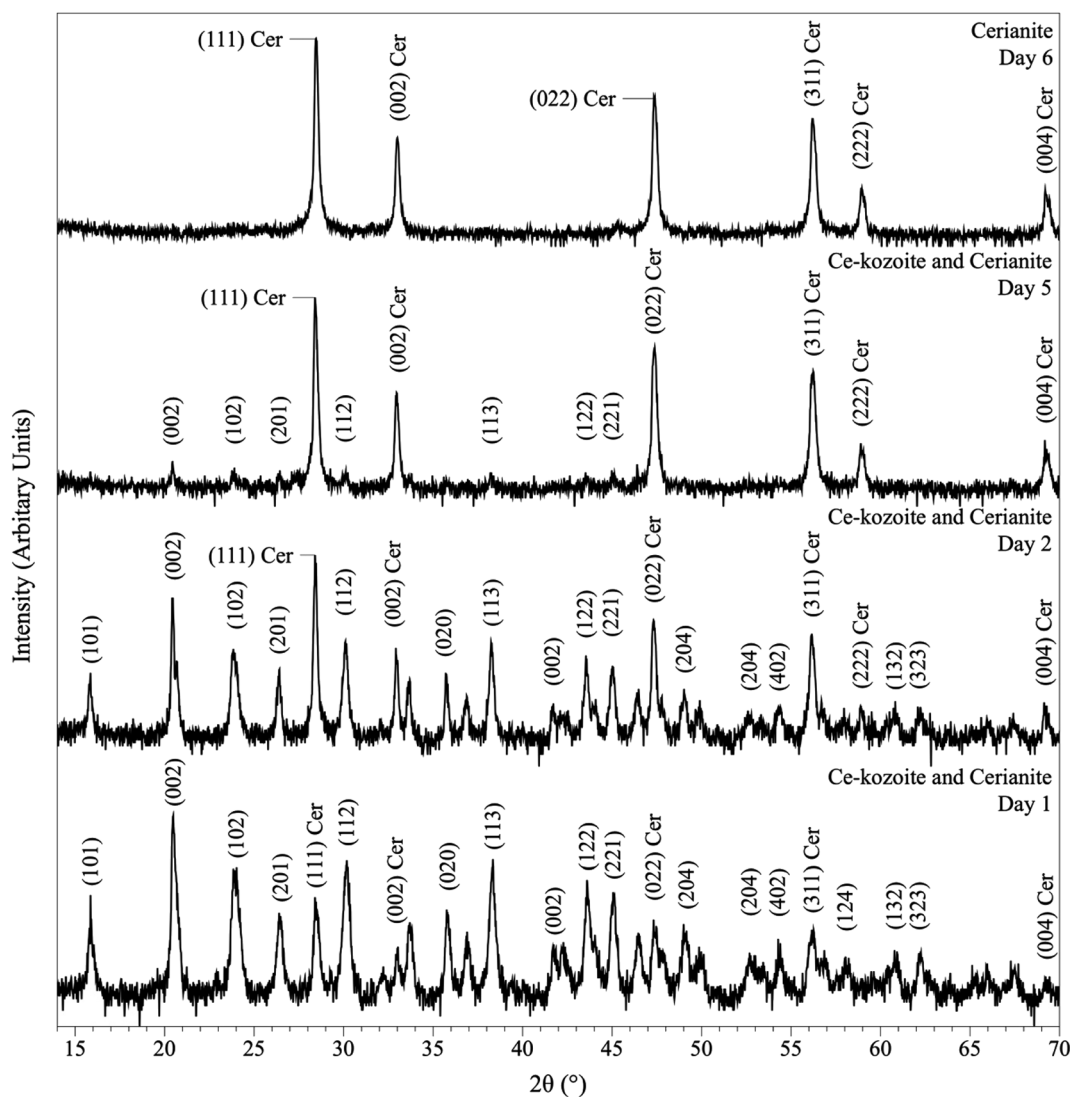 Cerianite
Day 6
(111) Cer
(002) Cer
(022) Cer
(311) Cer
(222) Cer
(004) Cer
Ce-kozoite and Cerianite
Day 5
(002)
(102)
(201)
(111) Cer
(112)
(002) Cer
(113)
(122)
(221)
(022) Cer
(311) Cer
(222) Cer
(004) Cer
Ce-kozoite and Cerianite
Day 2
(101)
(002)
(102)
(201)
(111) Cer
(112)
(002) Cer
(020)
(113)
(002)
(122)
(221)
(022) Cer
(204)
(204)
(402)
(311) Cer
(222) Cer
(132)
(323)
(004) Cer
Ce-kozoite and Cerianite
Day 1
(101)
(002)
(102)
(201)
(111) Cer
(112)
(002) Cer
(020)
(113)
(002)
(122)
(221)
(022) Cer
(204)
(204)
(402)
(311) Cer
(124)
(132)
(323)
(004) Cer
Intensity (Arbitary Units)
15 20 25 30 35 40 45 50 55 60 65 70
2θ (°)